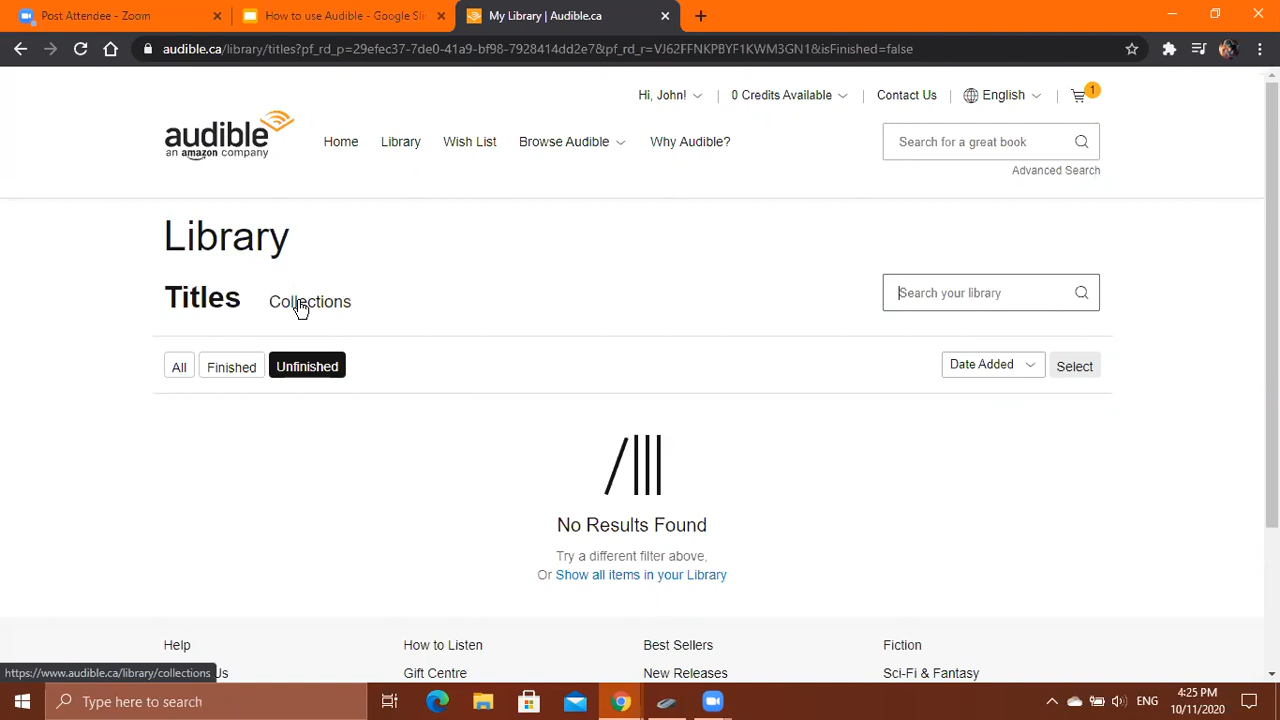 Post Attendee - Zoom
How to use Audible - Google Sli
My Library | Audible.ca
audible.ca/library/titles?pf_rd_p=29efec37-7de0-41a9-bf98-7928414dd2e7&pf_rd_r=VJ62FFNKPBYF1KWM3GN1&isFinished=false
Hi, John!
0 Credits Available
Contact Us
English
1
audible
an amazon company
Home
Library
Wish List
Browse Audible
Why Audible?
Search for a great book
Advanced Search
Library
Titles
Collections
Search your library
All
Finished
Unfinished
Date Added
Select
No Results Found
Try a different filter above,
Or Show all items in your Library
Help
How to Listen
Best Sellers
Fiction
https://www.audible.ca/library/collections
Us
Gift Centre
New Releases
Sci-Fi & Fantasy
Type here to search
ENG
4:25 PM
10/11/2020